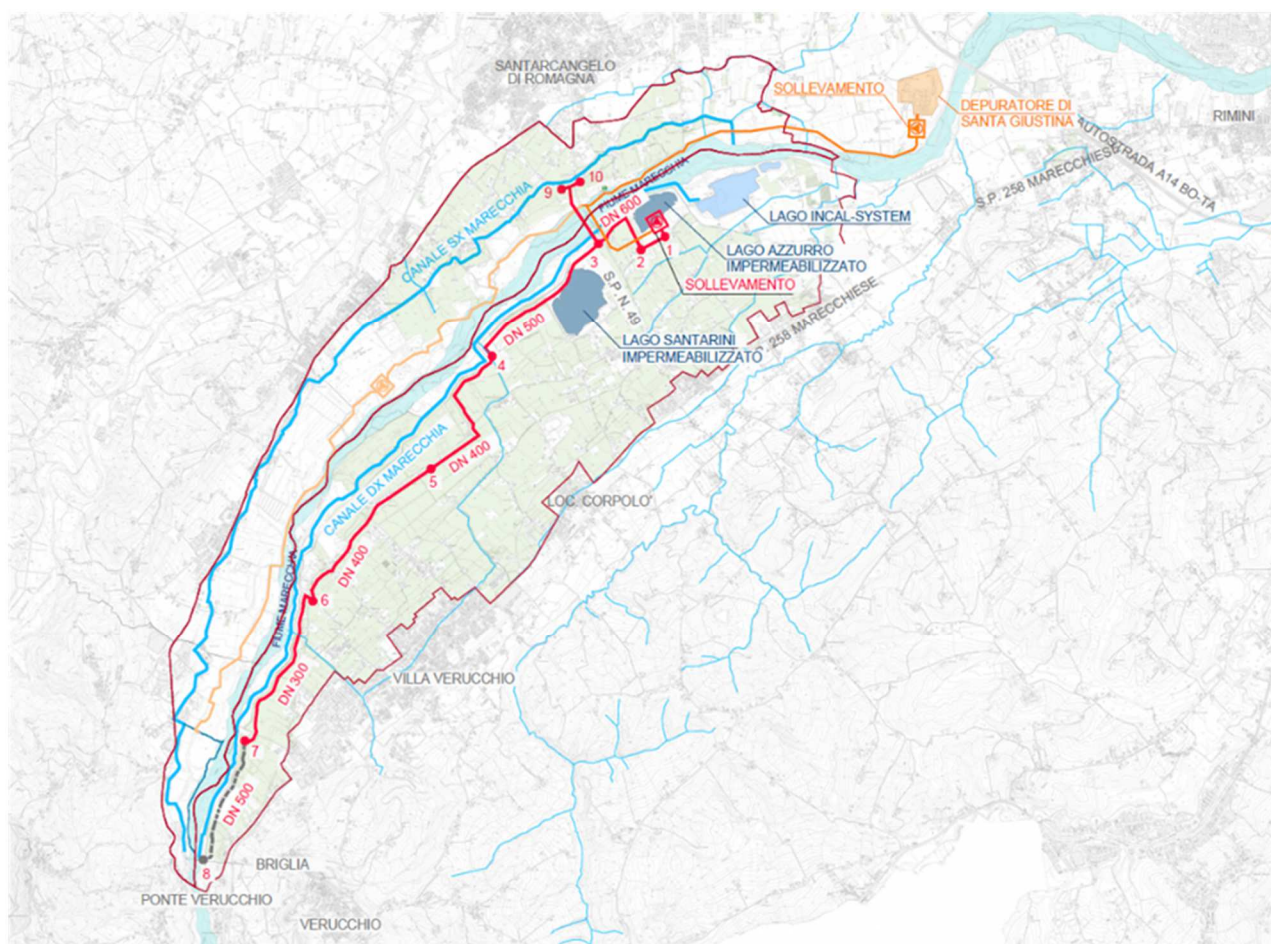 SANTARCANGELO
DI ROMAGNA
SOLLEVAMENTO
DEPURATORE DI
SANTA GIUSTINA
RIMINI
AUTOSTRADA A14 BO-TA
S.P. 258 MARECCHIESE
CANALE SX MARECCHIA
9
10
FIUME MARECCHIA
DN 600
LAGO INCAL-SYSTEM
1
2
3
LAGO AZZURRO
IMPERMEABILIZZATO
SOLLEVAMENTO
S.P. N. 49
258 MARECCHIESE
LAGO SANTARINI
IMPERMEABILIZZATO
DN 500
4
DN 400
CANALE DX MARECCHIA
5
LOC. CORPOLO'
DN 400
6
FIUME MARECCHIA
VILLA VERUCCHIO
DN 300
7
DN 500
BRIGLIA
8
PONTE VERUCCHIO
VERUCCHIO